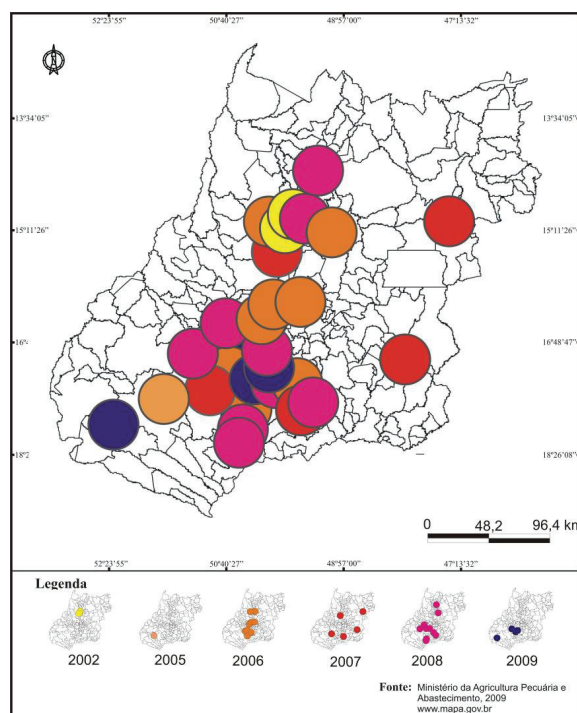 52°23'55" 50°40'27" 48°57'00" 47°13'32"
13°34'05" 13°34'05"
15°11'26" 15°11'26"
16°48'47"
18°26'08"
0 48,2 96,4 km
52°23'55" 50°40'27" 48°57'00" 47°13'32"
Legenda
2002 2005 2006 2007 2008 2009
Fonte: Ministério da Agricultura Pecuária e
Abastecimento, 2009
www.mapa.gov.br